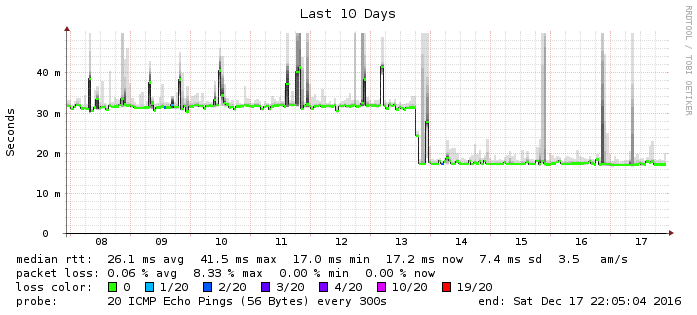 Last 10 Days
RRDTOOL / TOBI OETIKER
Seconds
40 m
30 m
20 m
10 m
0
08 09 10 11 12 13 14 15 16 17
median rtt: 26.1 ms avg 41.5 ms max 17.0 ms min 17.2 ms now 7.4 ms sd 3.5 am/s
packet loss: 0.06 % avg 8.33 % max 0.00 % min 0.00 % now
loss color: 0 1/20 2/20 3/20 4/20 10/20 19/20
probe: 20 ICMP Echo Pings (56 Bytes) every 300s end: Sat Dec 17 22:05:04 2016